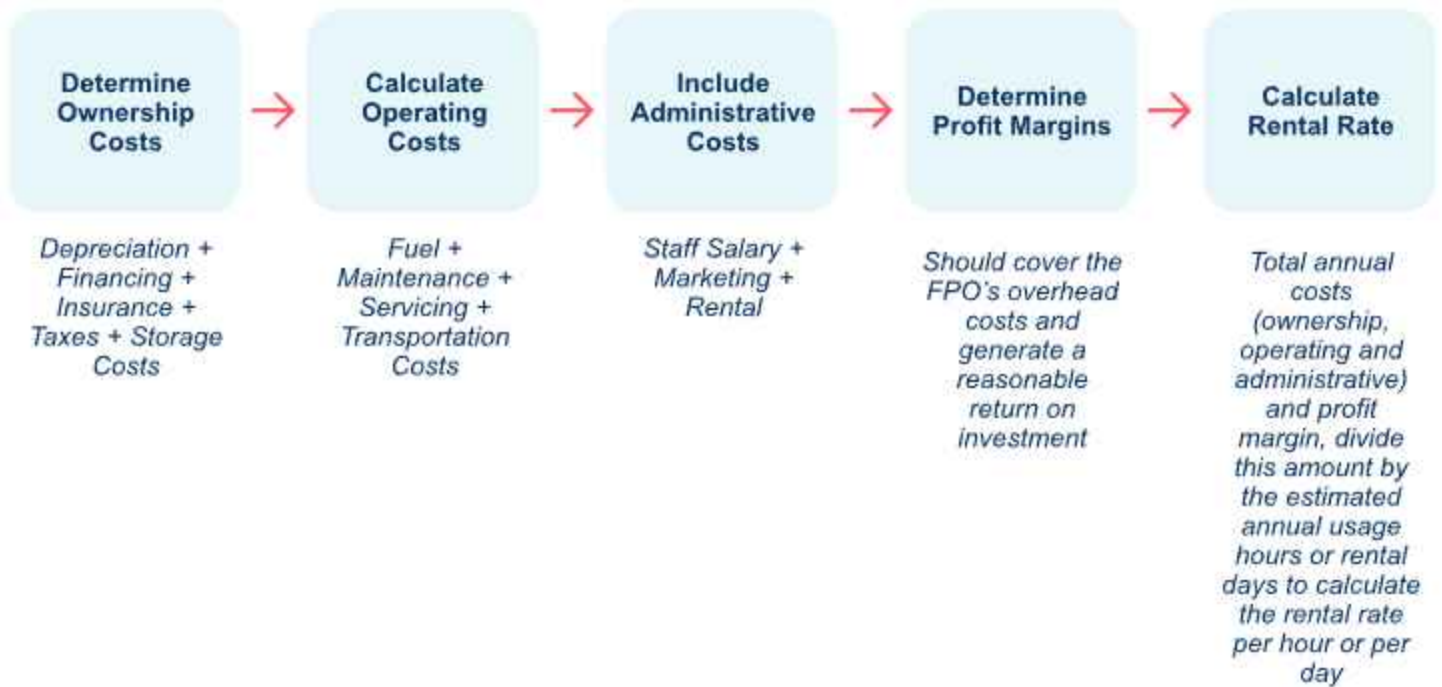 Determine
Ownership
Costs
Calculate
Operating
Costs
Include
Administrative
Costs
Determine
Profit Margins
Calculate
Rental Rate
Depreciation +
Financing +
Insurance +
Taxes + Storage
Costs
Fuel +
Maintenance +
Servicing +
Transportation
Costs
Staff Salary +
Marketing +
Rental
Should cover the
FPO's overhead
costs and
generate a
reasonable
return on
investment
Total annual
costs
(ownership,
operating and
administrative)
and profit
margin, divide
this amount by
the estimated
annual usage
hours or rental
days to calculate
the rental rate
per hour or per
day